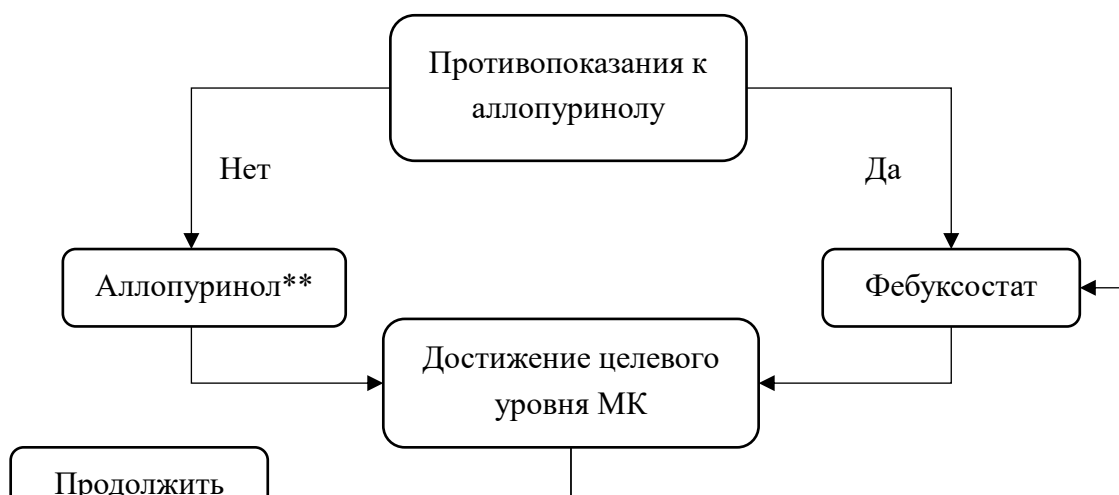 Противопоказания к
аллопуринолу
Нет
Да
Аллопуринол**
Фебуксостат
Достижение целевого
уровня МК
Продолжить